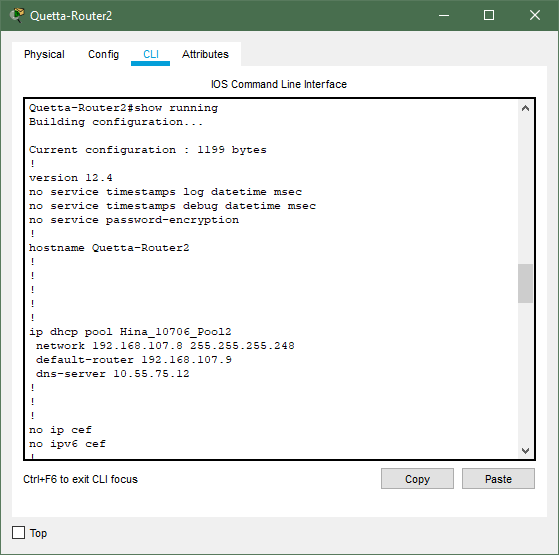 Quetta-Router2
Physical Config CLI Attributes
IOS Command Line Interface
Quetta-Router2#show running
Building configuration...
Current configuration : 1199 bytes
!
version 12.4
no service timestamps log datetime msec
no service timestamps debug datetime msec
no service password-encryption
!
hostname Quetta-Router2
!
!
!
!
!
ip dhcp pool Hina_10706_Pool2
network 192.168.107.8 255.255.255.248
default-router 192.168.107.9
dns-server 10.55.75.12
!
!
!
no ip cef
no ipv6 cef
!
Ctrl+F6 to exit CLI focus
Copy Paste
Top